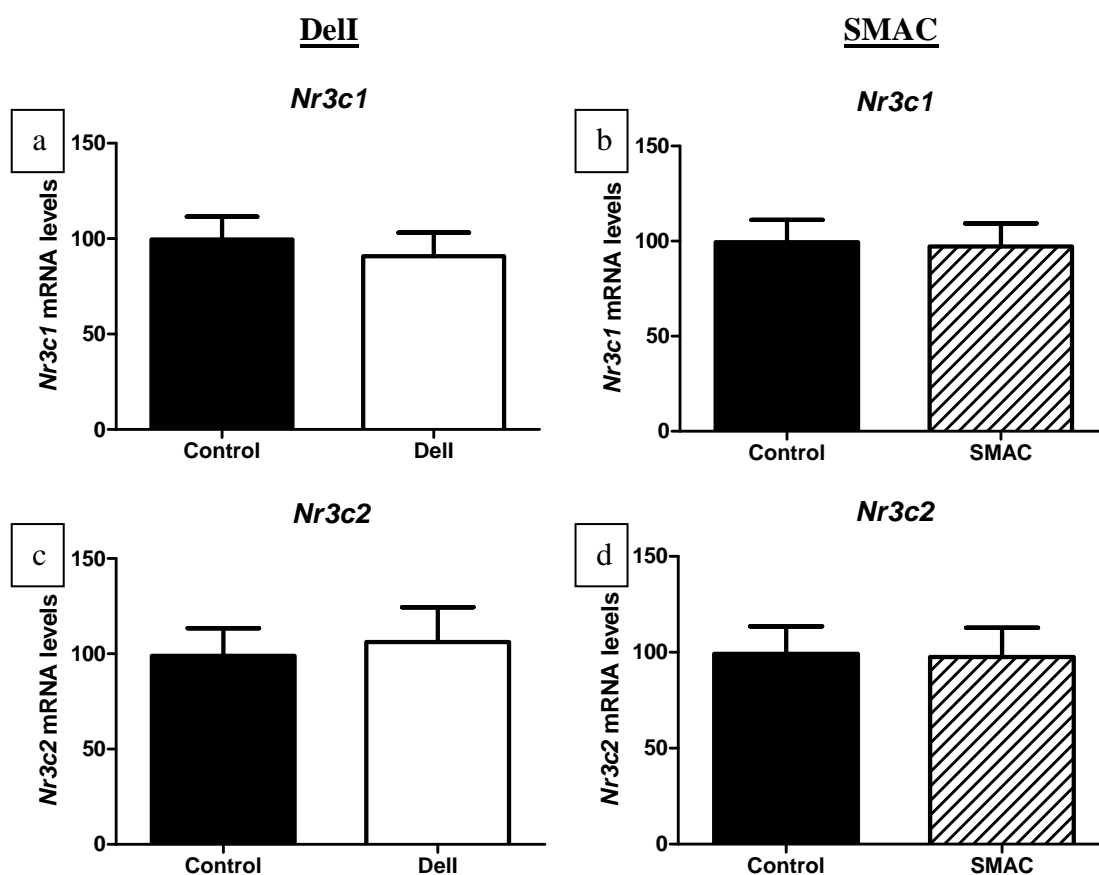 DelI
SMAC
Nr3c1
a
Nr3c1 mRNA levels
150
100
50
0
Control
DelI
Nr3c1
b
Nr3c1 mRNA levels
150
100
50
0
Control
SMAC
Nr3c2
c
Nr3c2 mRNA levels
150
100
50
0
Control
DelI
Nr3c2
d
Nr3c2 mRNA levels
150
100
50
0
Control
SMAC